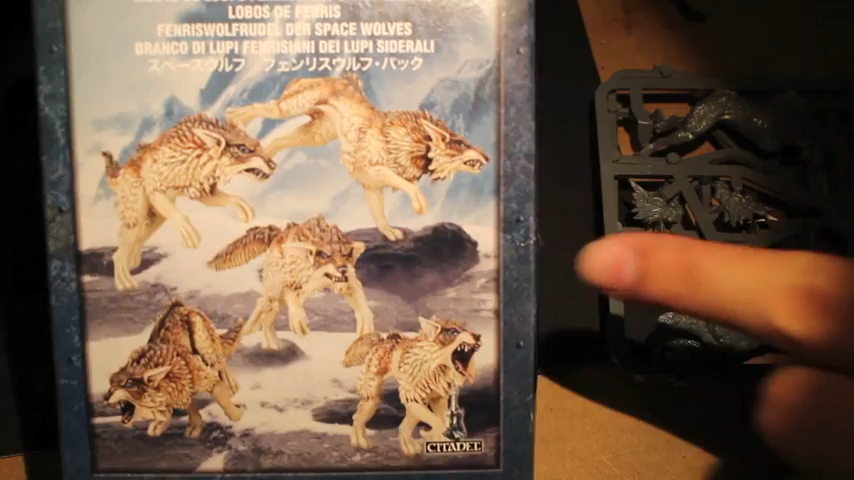 LOBOS DE FENRIS
FENRISWOLFRUDEL DER SPACE WOLVES
BRANCO DI LUPI FENRISIANI DEI LUPI SIDERALI
スペースウルフ フェンリスウルフ・パック
CITADEL